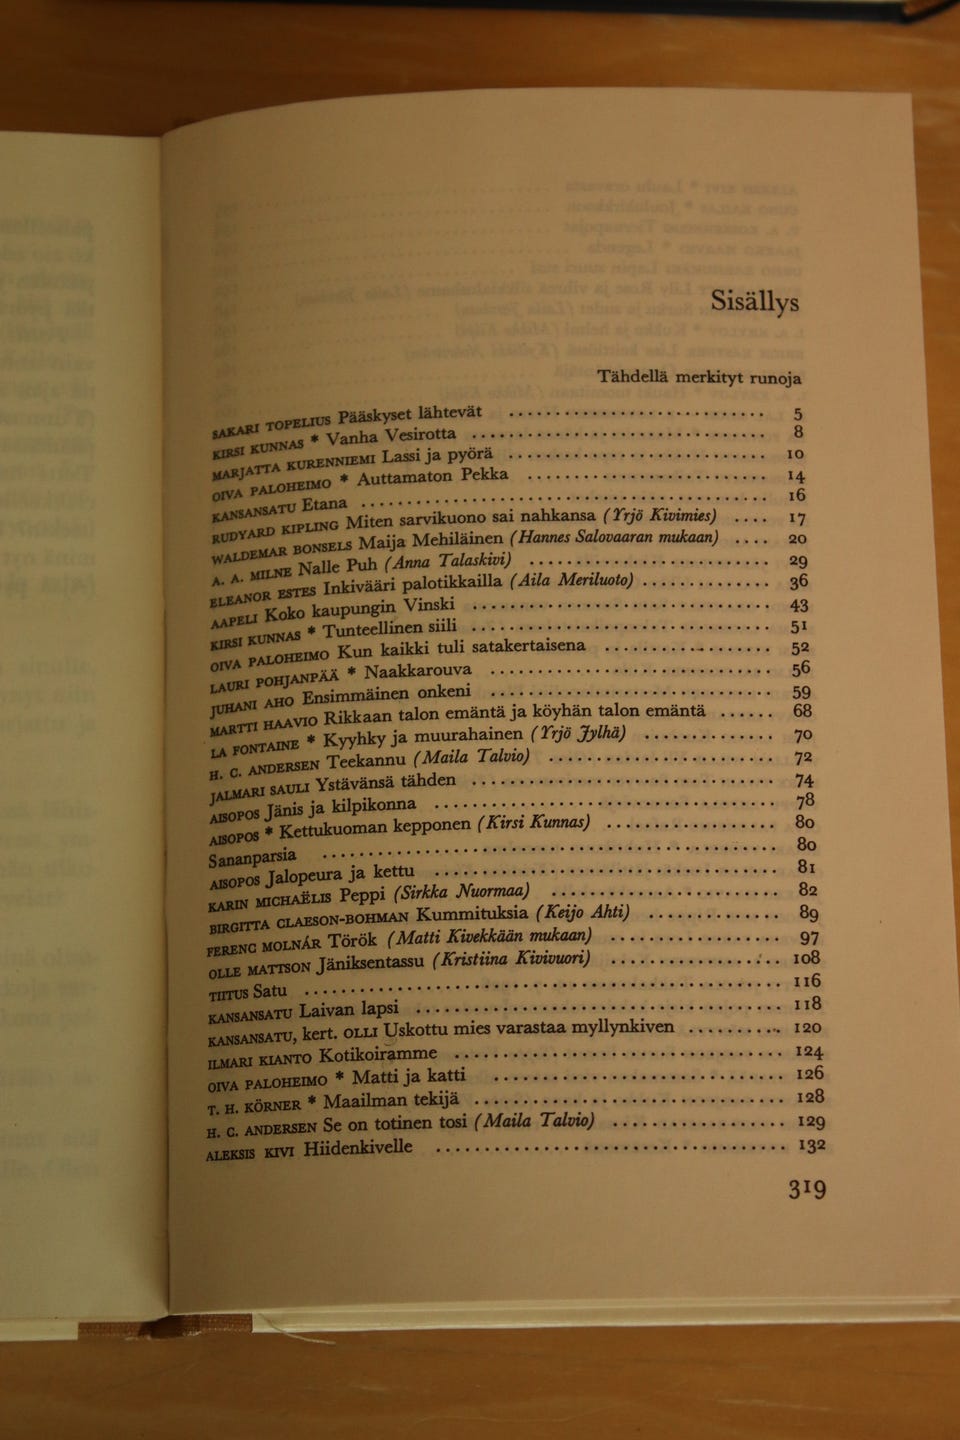 Sisällys
Tähdellä merkityt runoja
SAKARI TOPELIUS Pääskyset lähtevät ............................ 5
KIRSI KUNNAS * Vanha Vesirotta ................................ 8
MARJATTA KURENNIEMI Lassi ja pyörä ............................ 10
OIVA PALOHEIMO * Auttamaton Pekka .......................... 14
KANSANSATU Etana ............................................ 16
RUDYARD KIPLING Miten sarvikuono sai nahkansa (Yrjö Kivimies) .... 17
WALDEMAR BONSELS Maija Mehiläinen (Hannes Salovaaran mukaan) .... 20
A. A. MILNE Nalle Puh (Anna Talaskivi) .......................... 29
ELEANOR ESTES Inkivääri palotikkailla (Aila Meriluoto) .............. 36
AAPELI Koko kaupungin Vinski ................................ 43
KIRSI KUNNAS * Tunteellinen siili ................................ 51
OIVA PALOHEIMO Kun kaikki tuli satakertaisena .................. 52
LAURI POHJANPÄÄ * Naakkarouva .............................. 56
JUHANI AHO Ensimmäinen onkeni .............................. 59
MARTTI HAAVIO Rikkaan talon emäntä ja köyhän talon emäntä ...... 68
LA FONTAINE * Kyyhky ja muurahainen (Yrjö Jylhä) .............. 70
H. C. ANDERSEN Teekannu (Maila Talvio) ........................ 72
JALMARI SAULI Ystävänsä tähden ................................ 74
AISOPOS Jänis ja kilpikonna .................................... 78
AISOPOS * Kettukuoman kepponen (Kirsi Kunnas) .................. 80
Sananparsia ................................................ 80
AISOPOS Jalopeura ja kettu .................................... 81
KARIN MICHAËLIS Peppi (Sirkka Nuormaa) ........................ 82
BIRGITTA CLAESON-BOHMAN Kummituksia (Keijo Ahti) .............. 89
FERENC MOLNÁR Török (Matti Kivekkään mukaan) .................. 97
OLLE MATTSON Jäniksentassu (Kristiina Kivivuori) .................. 108
TIITUS Satu .................................................. 116
KANSANSATU Laivan lapsi ........................................ 118
KANSANSATU, kert. OLLI Uskottu mies varastaa myllynkiven .......... 120
ILMARI KIANTO Kotikoiramme .................................... 124
OIVA PALOHEIMO * Matti ja katti ................................ 126
T. H. KÖRNER * Maailman tekijä .................................. 128
H. C. ANDERSEN Se on totinen tosi (Maila Talvio) .................. 129
ALEKSIS KIVI Hiidenkivelle ...................................... 132
319